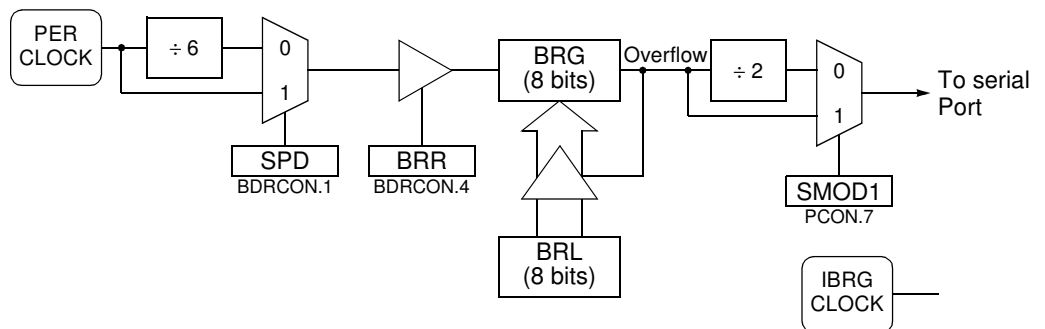 PER
CLOCK
÷ 6
0
1
SPD
BDRCON.1
BRR
BDRCON.4
BRG
(8 bits)
Overflow
BRL
(8 bits)
÷ 2
0
1
SMOD1
PCON.7
To serial
Port
IBRG
CLOCK